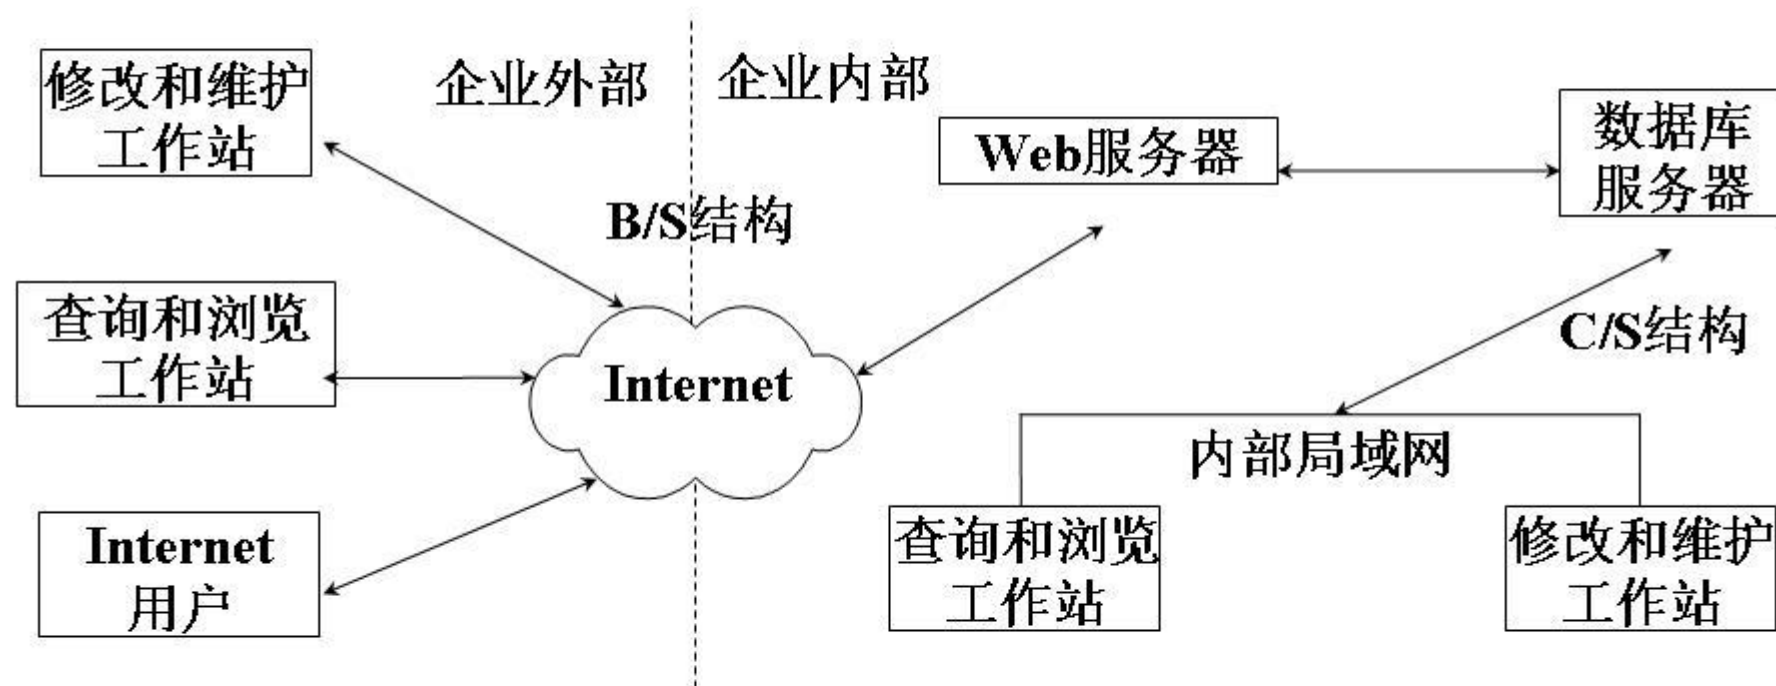 修改和维护
工作站
企业外部
企业内部
Web服务器
数据库
服务器
B/S结构
查询和浏览
工作站
Internet
C/S结构
内部局域网
Internet
用户
查询和浏览
工作站
修改和维护
工作站